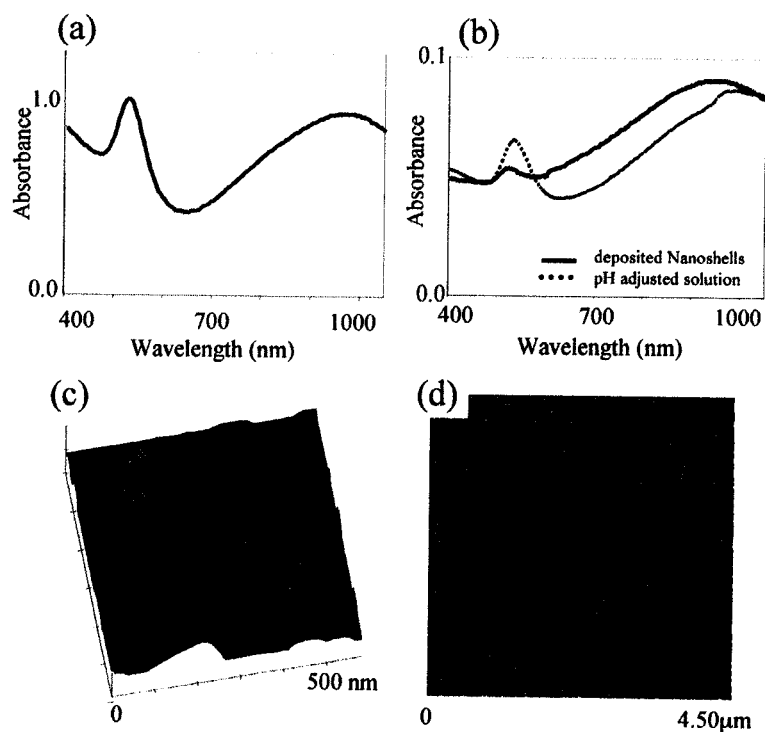 (a)
1.0
Absorbance
0.0
400 700 1000
Wavelength (nm)
(b)
0.1
Absorbance
deposited Nanoshells
pH adjusted solution
0.0
400 700 1000
Wavelength (nm)
(c)
500 nm
0
(d)
0 4.50µm